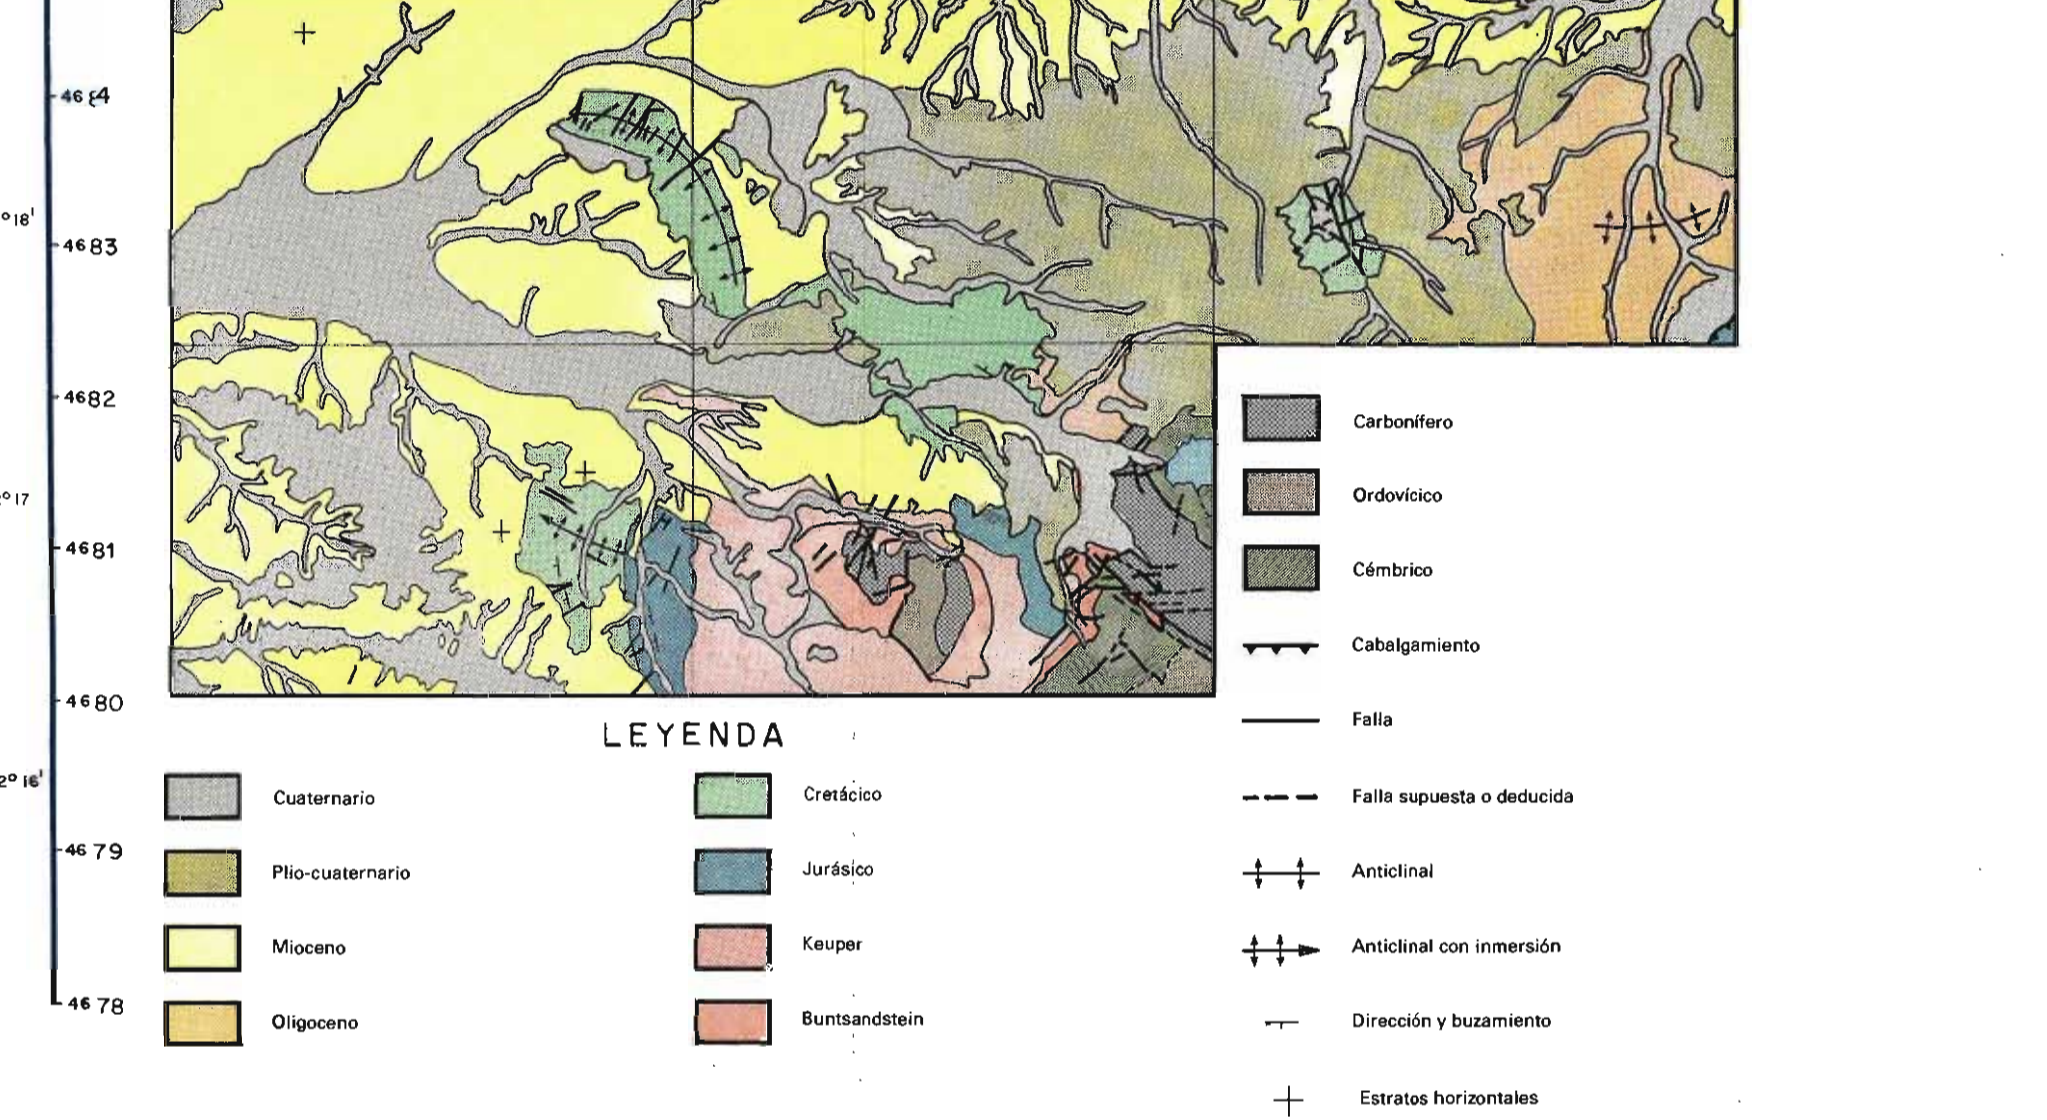 46 84
°18'
4683
4682
°17
4681
4680
2° 16'
46 79
46 78
LEYENDA
Cuaternario
Plio-cuaternario
Mioceno
Oligoceno
Cretácico
Jurásico
Keuper
Buntsandstein
Carbonífero
Ordovícico
Cémbrico
Cabalgamiento
Falla
Falla supuesta o deducida
Anticlinal
Anticlinal con inmersión
Dirección y buzamiento
Estratos horizontales